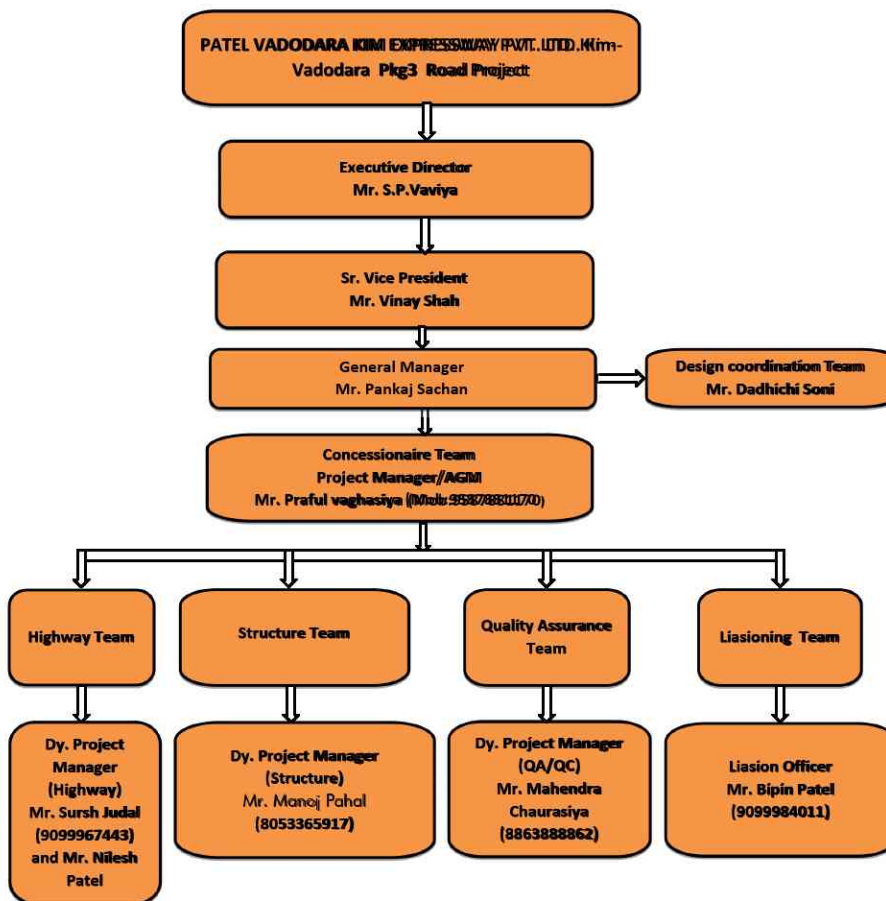 PATEL VADODARA KIM EXPRESSWAY PVT. LTD. Kim-
Vadodara Pkg3 Road Project
Executive Director
Mr. S.P.Vaviya
Sr. Vice President
Mr. Vinay Shah
General Manager
Mr. Pankaj Sachan
Design coordination Team
Mr. Dadhichi Soni
Concessionaire Team
Project Manager/AGM
Mr. Praful vaghasiya
Highway Team
Structure Team
Quality Assurance
Team
Liasioning Team
Dy. Project
Manager
(Highway)
Mr. Sursh Judal
(9099967443)
and Mr. Nilesh
Patel
Dy. Project Manager
(Structure)
Mr. Manoj Pahal
(8053365917)
Dy. Project Manager
(QA/QC)
Mr. Mahendra
Chaurasiya
(8863888862)
Liasion Officer
Mr. Bipin Patel
(9099984011)